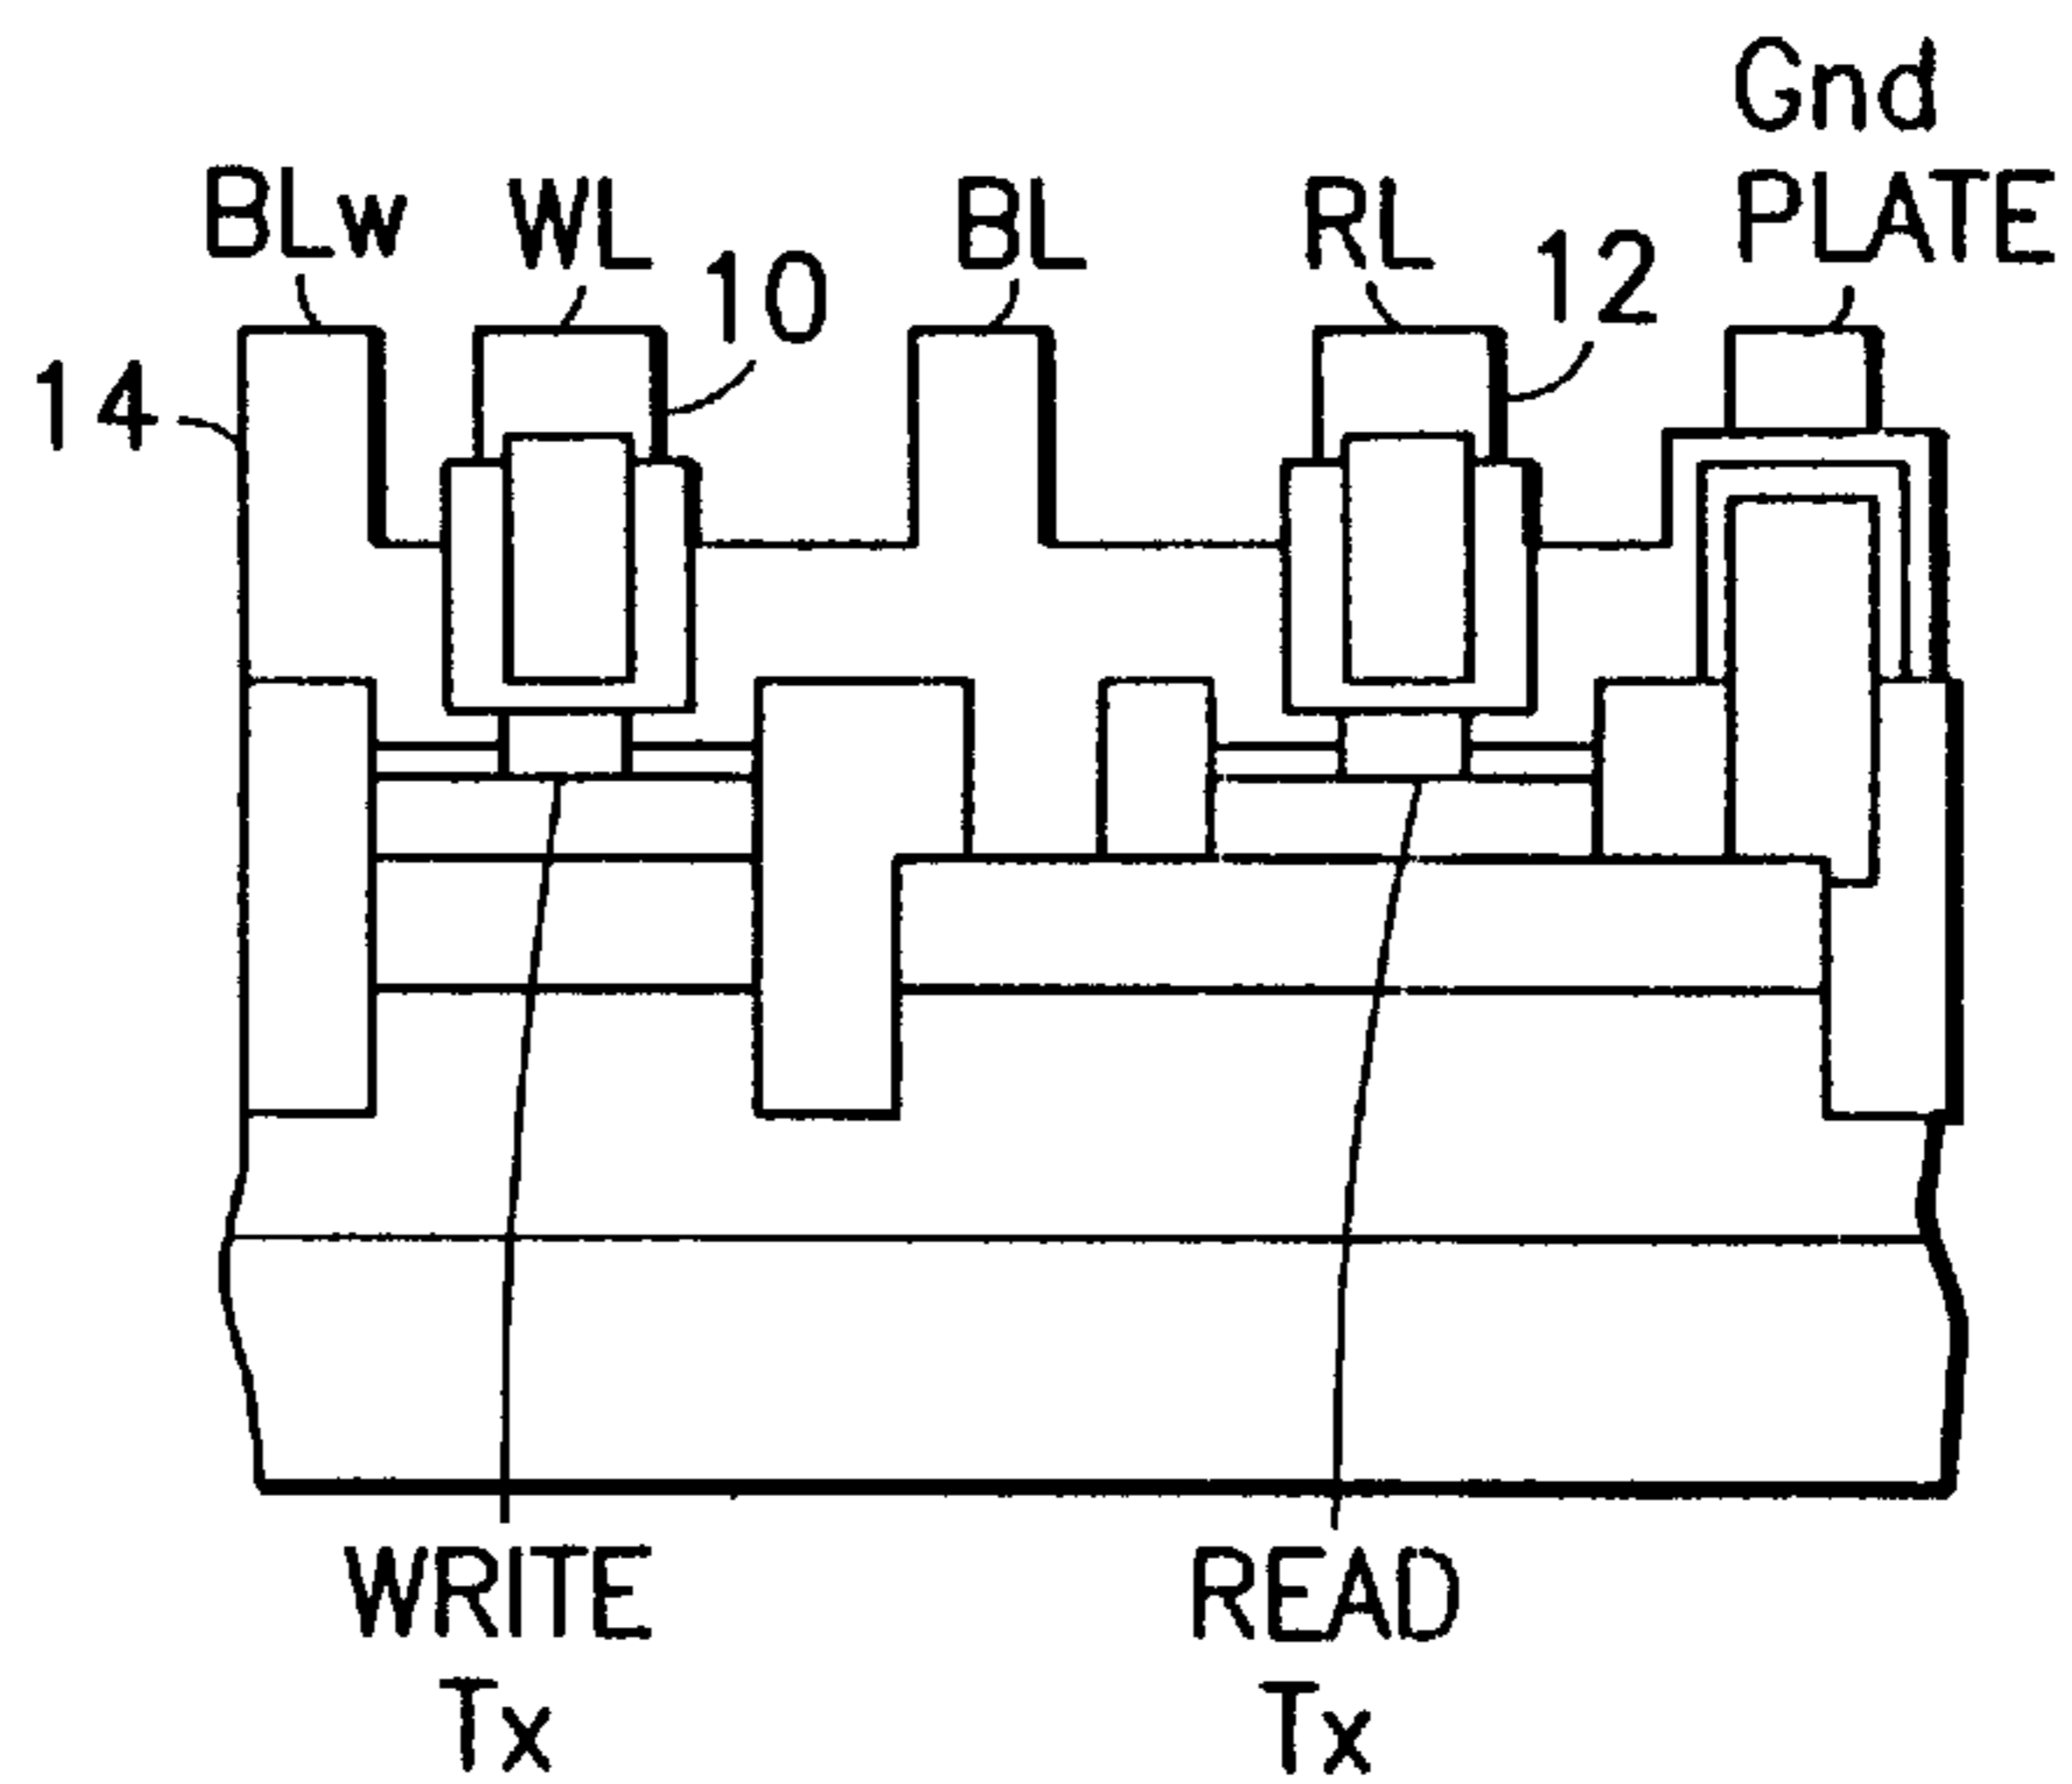 Gnd
BLw WL BL RL PLATE
10 12
14
WRITE READ
Tx Tx